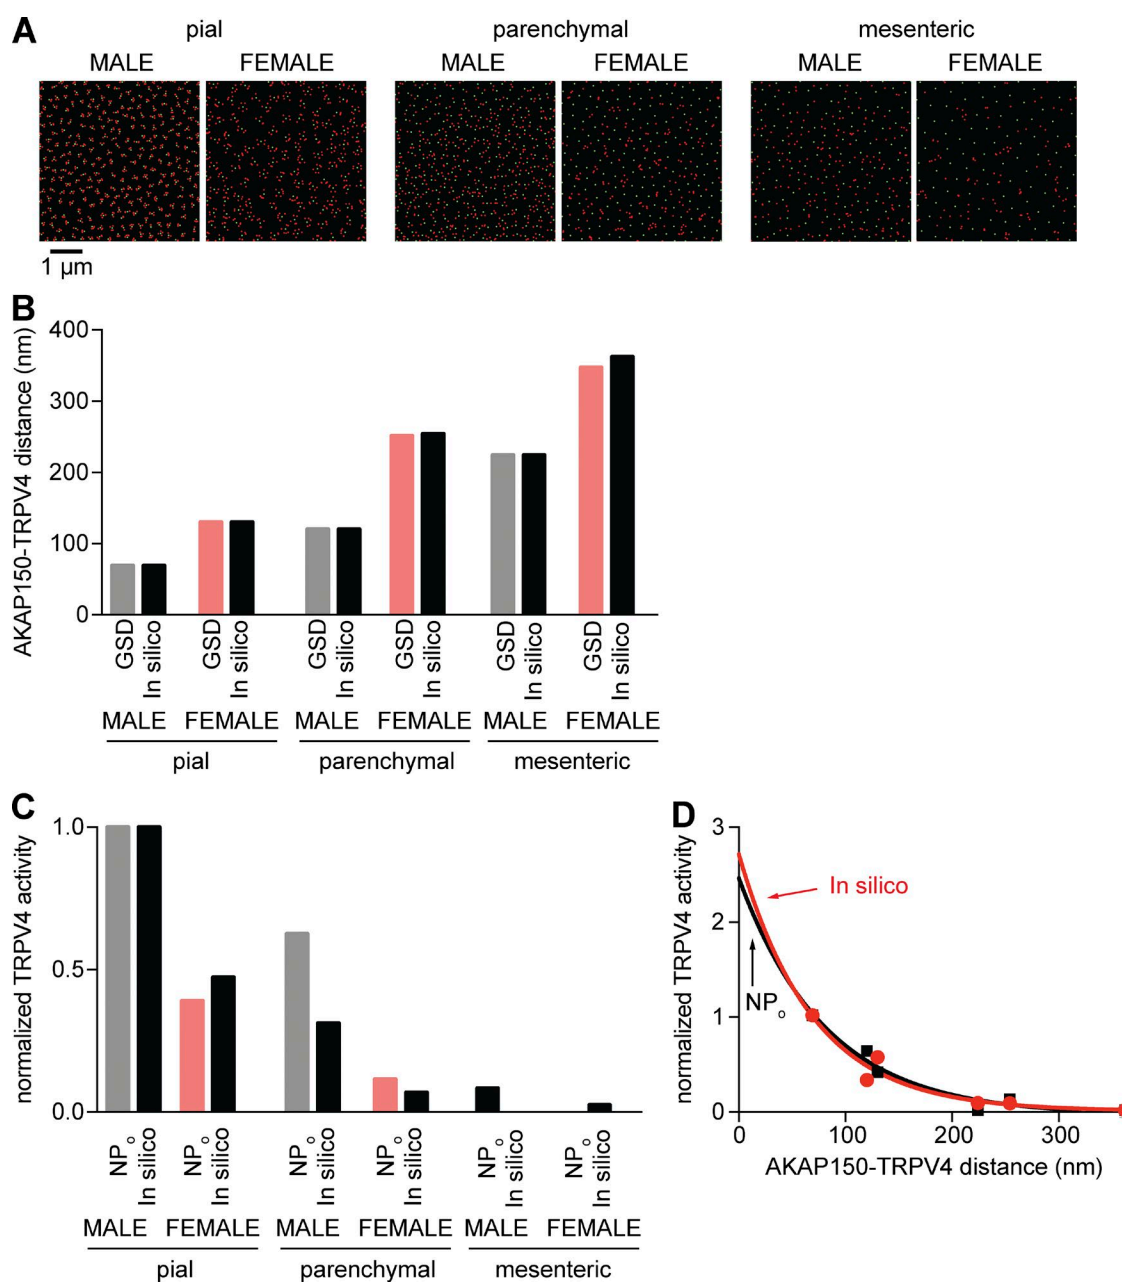 A
pial
parenchymal
mesenteric
MALE
FEMALE
MALE
FEMALE
MALE
FEMALE
1 µm
B
AKAP150-TRPV4 distance (nm)
400
300
200
100
0
GSD
In silico
GSD
In silico
GSD
In silico
GSD
In silico
GSD
In silico
GSD
In silico
MALE
FEMALE
MALE
FEMALE
MALE
FEMALE
pial
parenchymal
mesenteric
C
normalized TRPV4 activity
1.0
0.5
0.0
NPo
In silico
NPo
In silico
NPo
In silico
NPo
In silico
NPo
In silico
NPo
In silico
MALE
FEMALE
MALE
FEMALE
MALE
FEMALE
pial
parenchymal
mesenteric
D
normalized TRPV4 activity
3
2
1
0
In silico
NPo
0
100
200
300
AKAP150-TRPV4 distance (nm)